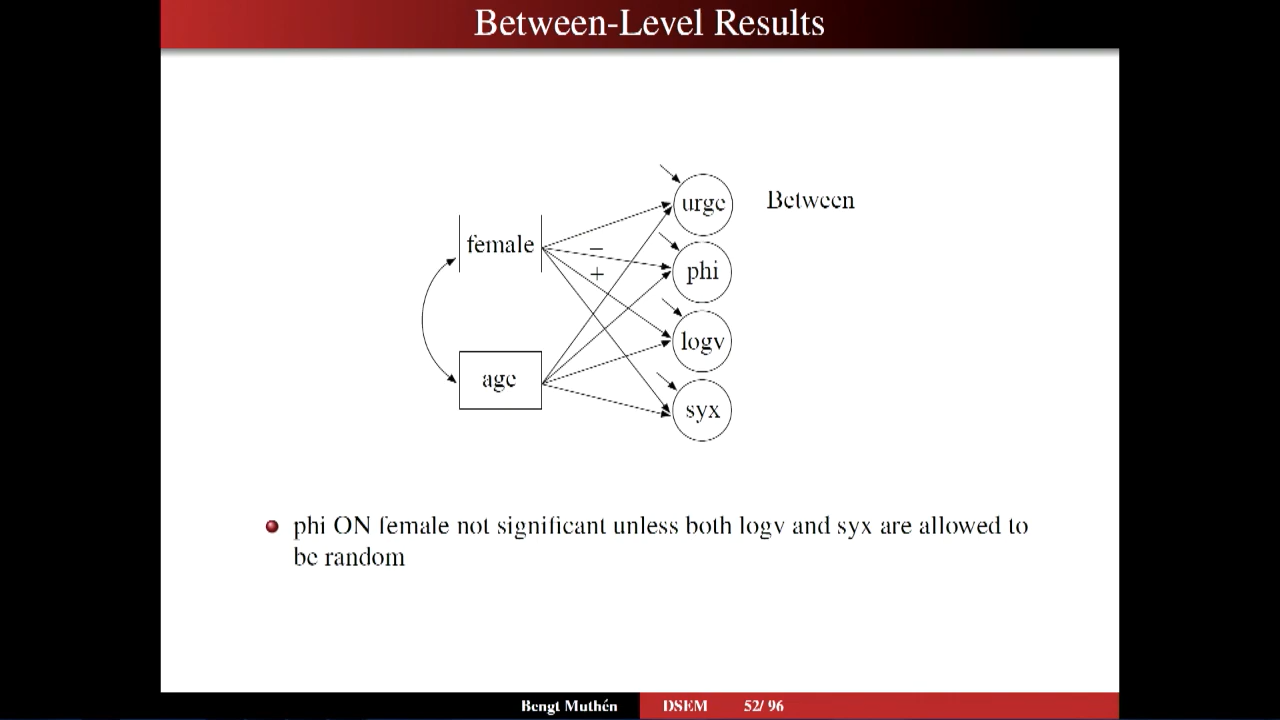 Between-Level Results
urge
Between
female
−
phi
+
logv
age
syx
phi ON female not significant unless both logv and syx are allowed to
be random
Bengt Muthén DSEM 52/ 96